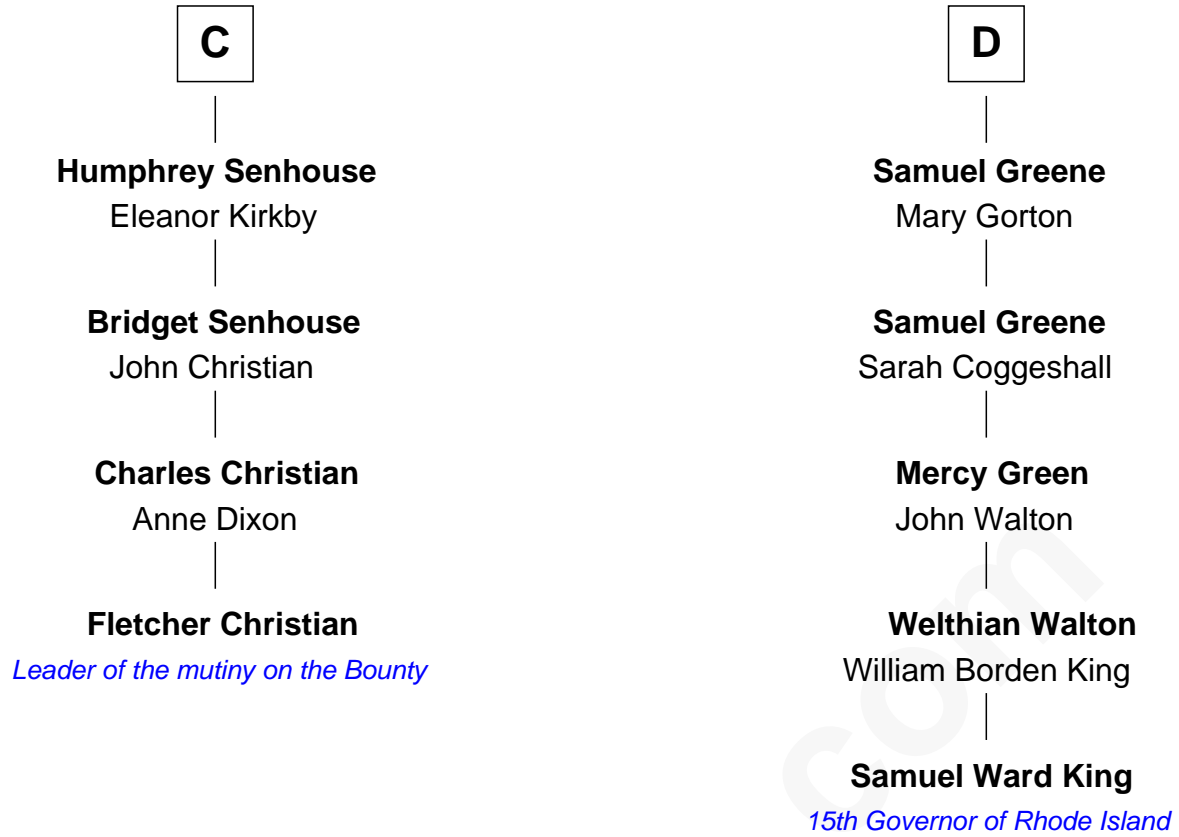 C
Humphrey Senhouse
Eleanor Kirkby
Bridget Senhouse
John Christian
Charles Christian
Anne Dixon
Fletcher Christian
Leader of the mutiny on the Bounty
D
Samuel Greene
Mary Gorton
Samuel Greene
Sarah Coggeshall
Mercy Green
John Walton
Welthian Walton
William Borden King
Samuel Ward King
15th Governor of Rhode Island
com